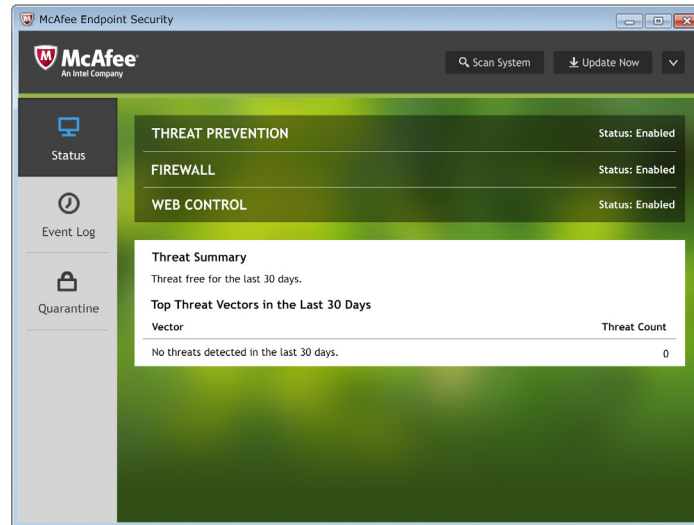 McAfee Endpoint Security
McAfee
An Intel Company
Scan System
Update Now
Status
Event Log
Quarantine
THREAT PREVENTION Status: Enabled
FIREWALL Status: Enabled
WEB CONTROL Status: Enabled
Threat Summary
Threat free for the last 30 days.
Top Threat Vectors in the Last 30 Days
Vector Threat Count
No threats detected in the last 30 days. 0